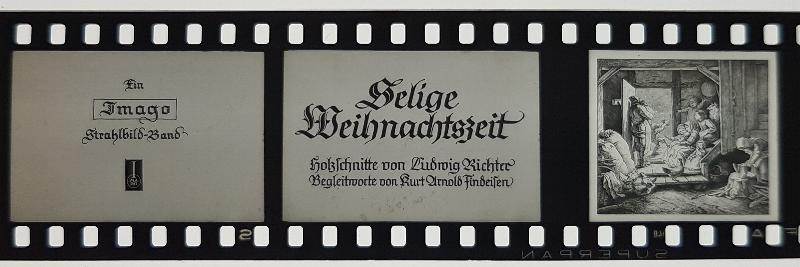 Ein
Imago
Strahlbild-Band
Selige
Weihnachtszeit
Holzschnitte von Ludwig Richter
Begleitworte von Kurt Arnold Findeisen
SUPERPAN